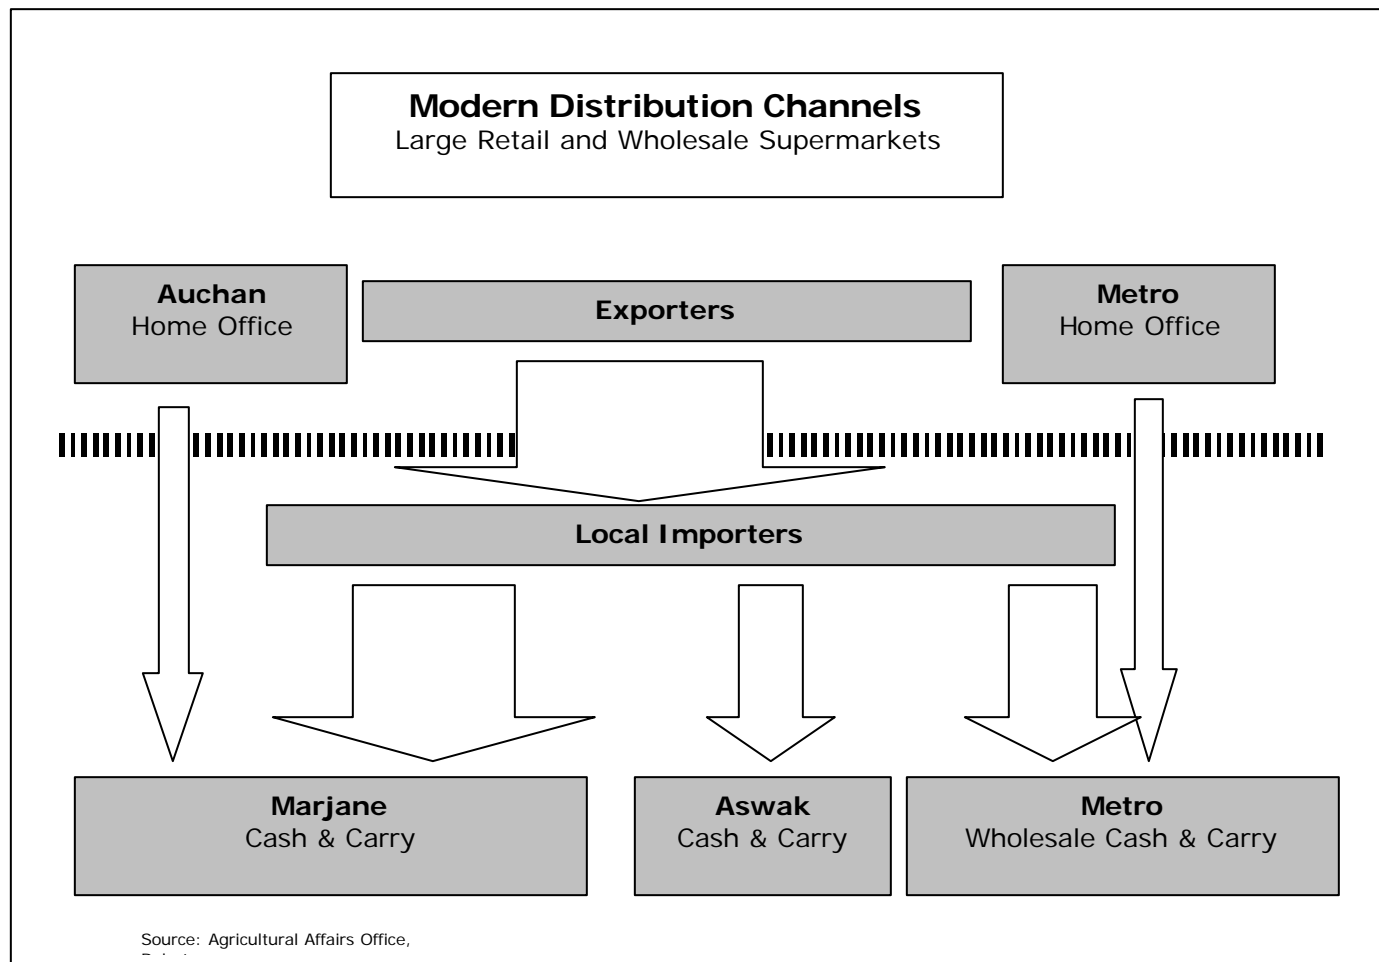 Modern Distribution Channels
Large Retail and Wholesale Supermarkets
Auchan
Home Office
Exporters
Metro
Home Office
Local Importers
Marjane
Cash & Carry
Aswak
Cash & Carry
Metro
Wholesale Cash & Carry
Source: Agricultural Affairs Office,